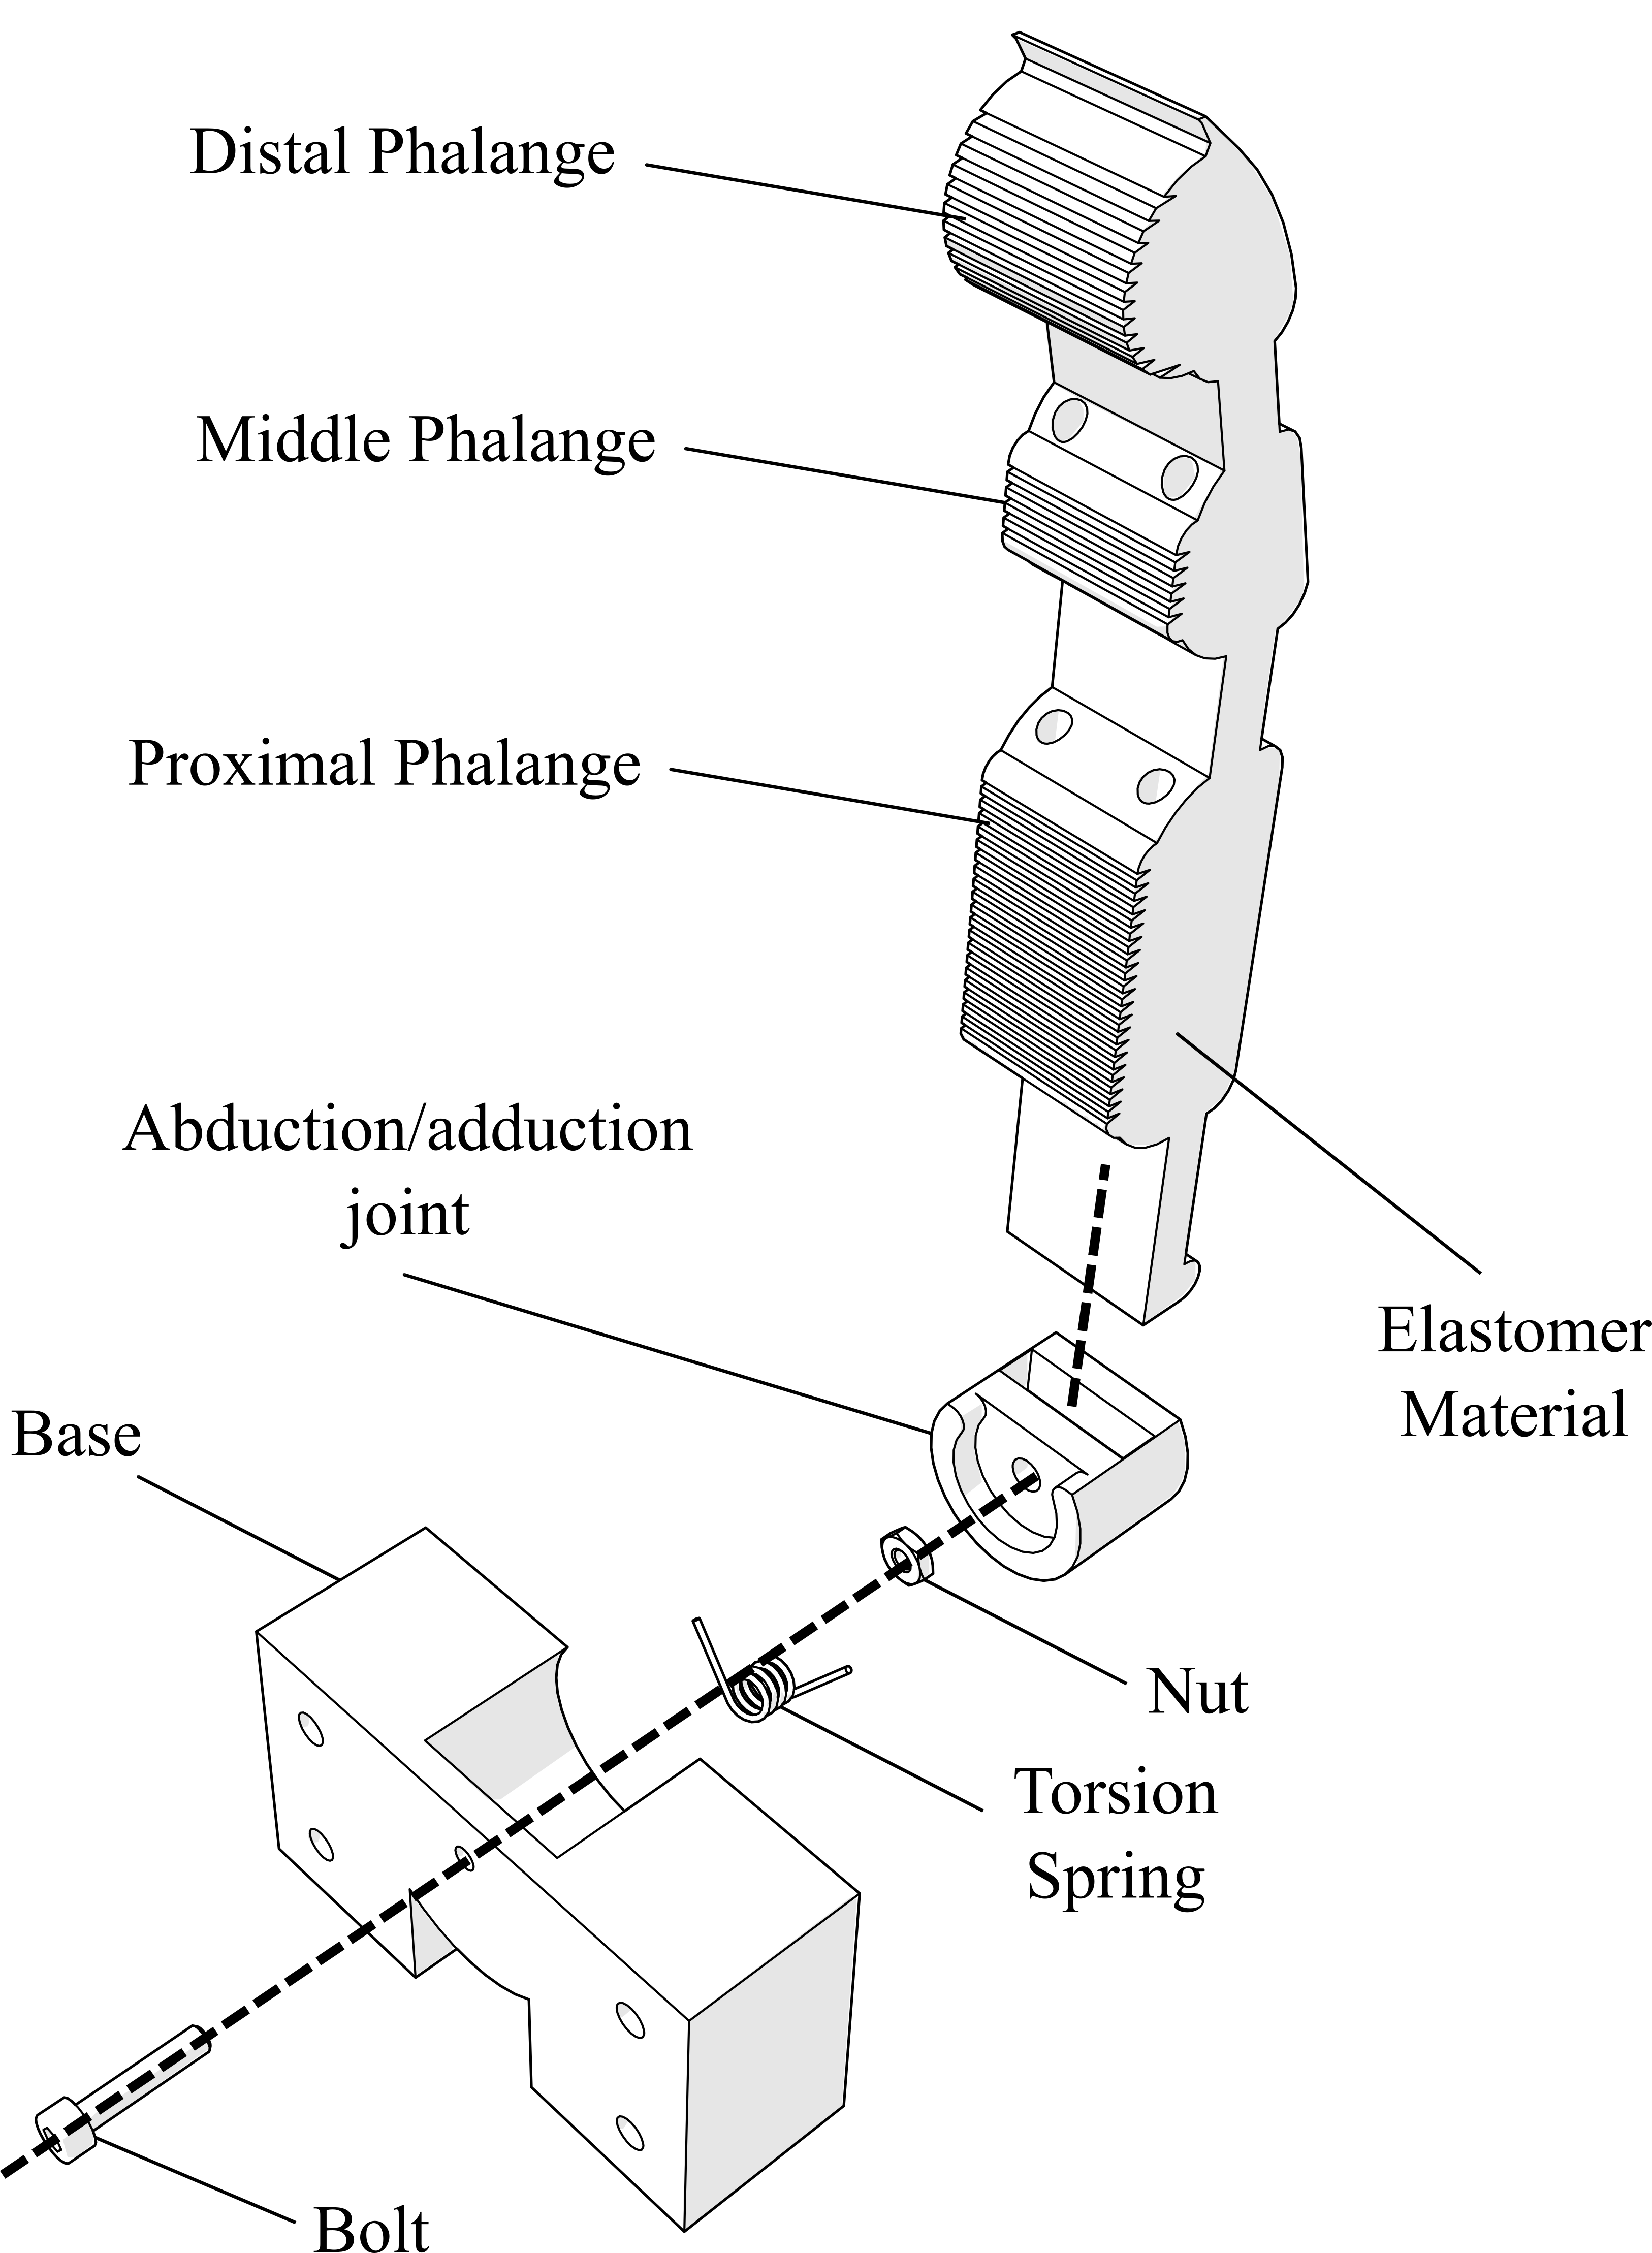 Distal Phalange
Middle Phalange
Proximal Phalange
Abduction/adduction
joint
Elastomer
Material
Base
Nut
Torsion
Spring
Bolt